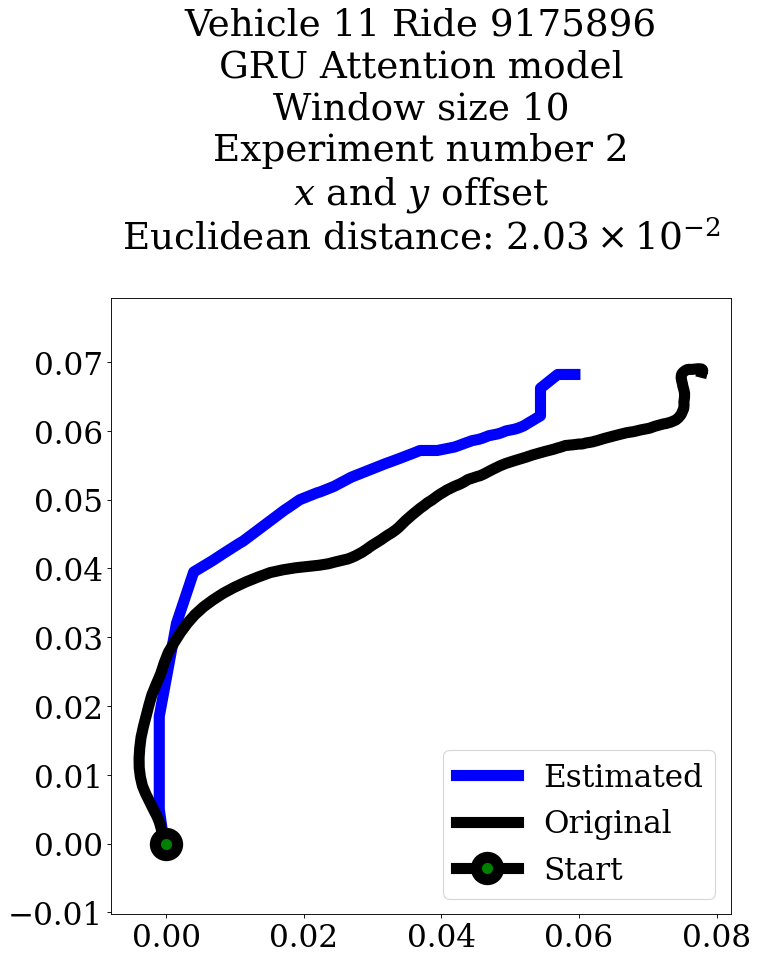 Vehicle 11 Ride 9175896
GRU Attention model
Window size 10
Experiment number 2
x and y offset
Euclidean distance: 2.03 × 10⁻²
0.07
0.06
0.05
0.04
0.03
0.02
0.01
0.00
−0.01
Estimated
Original
Start
0.00 0.02 0.04 0.06 0.08